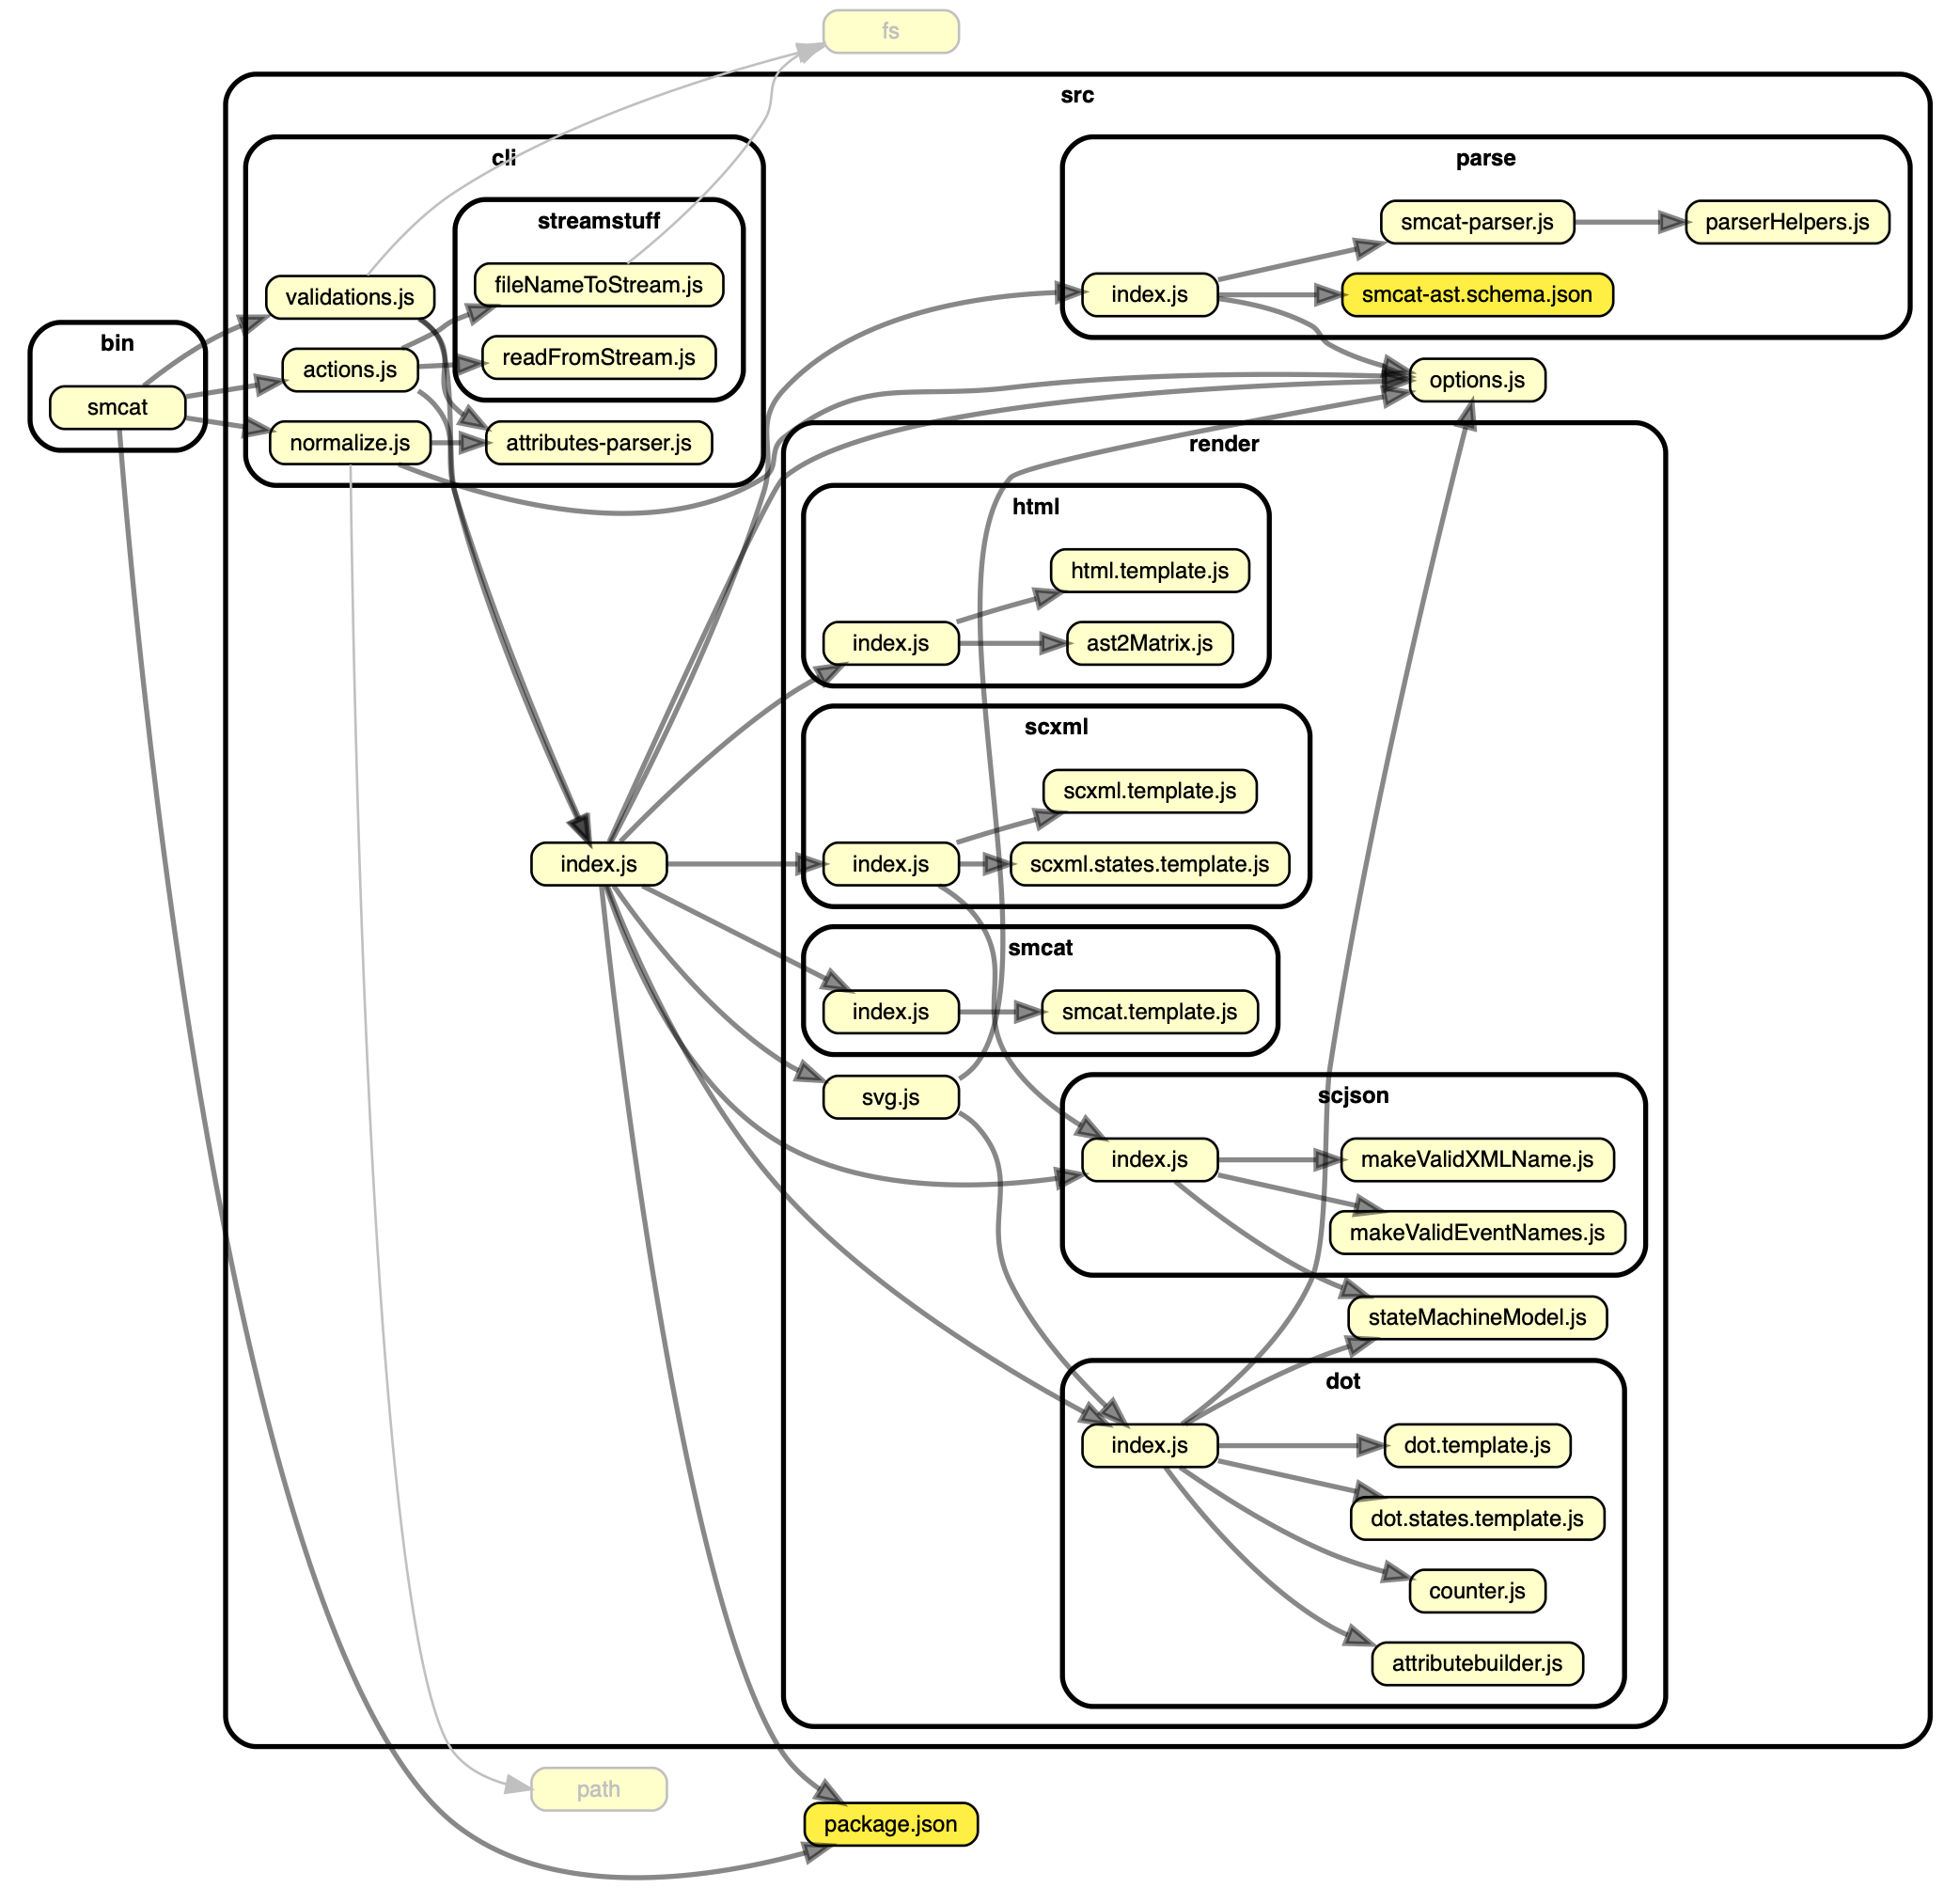 fs
src
cli
parse
streamstuff
smcat-parser.js
parserHelpers.js
fileNameToStream.js
validations.js
index.js
smcat-ast.schema.json
bin
readFromStream.js
actions.js
options.js
smcat
normalize.js
attributes-parser.js
render
html
html.template.js
index.js
ast2Matrix.js
scxml
scxml.template.js
index.js
index.js
scxml.states.template.js
smcat
index.js
smcat.template.js
svg.js
scjson
index.js
makeValidXMLName.js
makeValidEventNames.js
stateMachineModel.js
dot
index.js
dot.template.js
dot.states.template.js
counter.js
attributebuilder.js
path
package.json